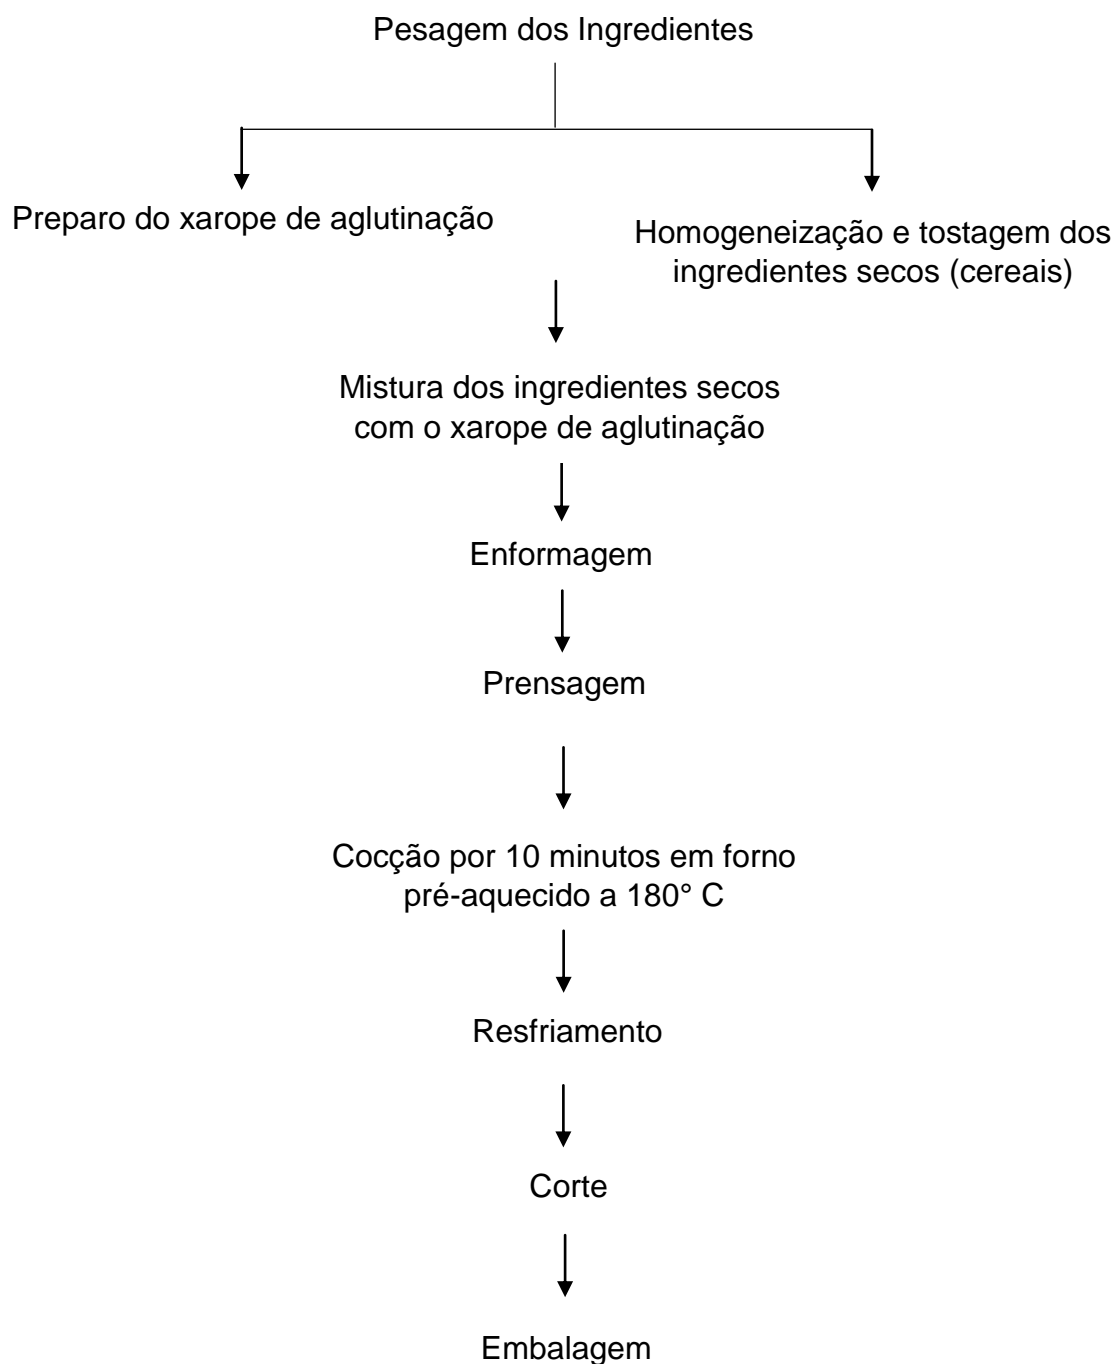 Pesagem dos Ingredientes
Preparo do xarope de aglutinação
Homogeneização e tostagem dos
ingredientes secos (cereais)
Mistura dos ingredientes secos
com o xarope de aglutinação
Enformagem
Prensagem
Cocção por 10 minutos em forno
pré-aquecido a 180° C
Resfriamento
Corte
Embalagem